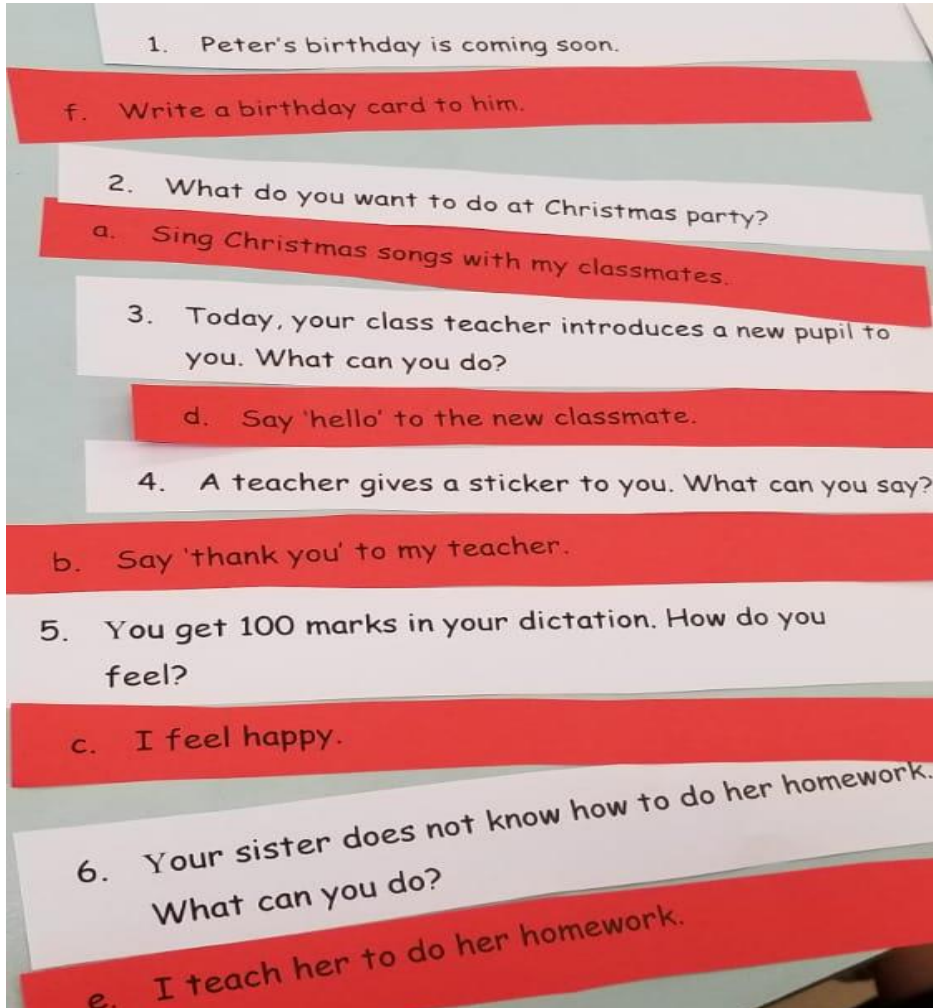 1. Peter's birthday is coming soon.
f. Write a birthday card to him.
2. What do you want to do at Christmas party?
a. Sing Christmas songs with my classmates.
3. Today, your class teacher introduces a new pupil to
you. What can you do?
d. Say 'hello' to the new classmate.
4. A teacher gives a sticker to you. What can you say?
b. Say 'thank you' to my teacher.
5. You get 100 marks in your dictation. How do you
feel?
c. I feel happy.
6. Your sister does not know how to do her homework.
What can you do?
e. I teach her to do her homework.